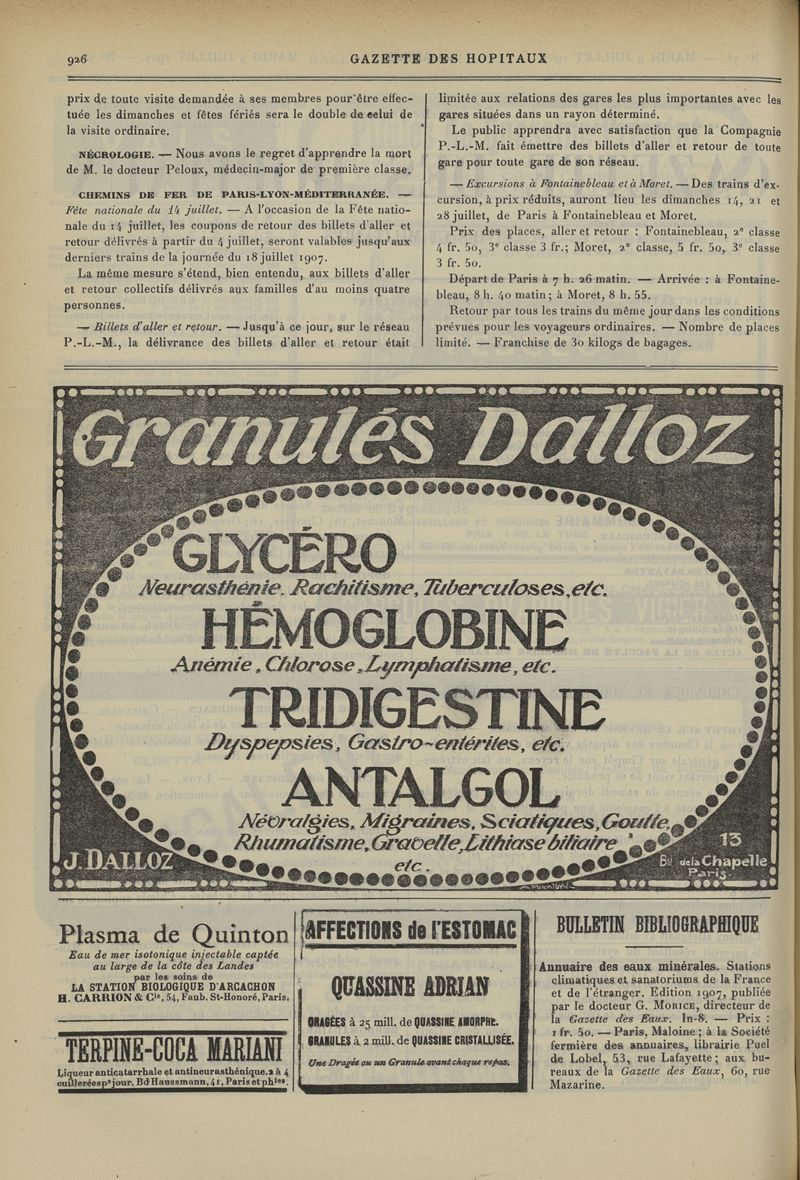 926
GAZETTE DES HOPITAUX
prix de toute visite demandée à ses membres pour être effec-
tuée les dimanches et fêtes fériés sera le double de celui de
la visite ordinaire.
NÉCROLOGIE. — Nous avons le regret d'apprendre la mort
de M. le docteur Peloux, médecin-major de première classe.
CHEMINS DE FER DE PARIS-LYON-MÉDITERRANÉE. —
Fête nationale du 14 juillet. — A l'occasion de la Fête natio-
nale du 14 juillet, les coupons de retour des billets d'aller et
retour délivrés à partir du 4 juillet, seront valables jusqu'aux
derniers trains de la journée du 18 juillet 1907.
La même mesure s'étend, bien entendu, aux billets d'aller
et retour collectifs délivrés aux familles d'au moins quatre
personnes.
— Billets d'aller et retour. — Jusqu'à ce jour, sur le réseau
P.-L.-M., la délivrance des billets d'aller et retour était
limitée aux relations des gares les plus importantes avec les
gares situées dans un rayon déterminé.
Le public apprendra avec satisfaction que la Compagnie
P.-L.-M. fait émettre des billets d'aller et retour de toute
gare pour toute gare de son réseau.
— Excursions à Fontainebleau et à Moret. — Des trains d'ex-
cursion, à prix réduits, auront lieu les dimanches 14, 21 et
28 juillet, de Paris à Fontainebleau et Moret.
Prix des places, aller et retour : Fontainebleau, 2e classe
4 fr. 50, 3e classe 3 fr.; Moret, 2e classe, 5 fr. 50, 3e classe
3 fr. 50.
Départ de Paris à 7 h. 26 matin. — Arrivée : à Fontaine-
bleau, 8 h. 40 matin; à Moret, 8 h. 55.
Retour par tous les trains du même jour dans les conditions
prévues pour les voyageurs ordinaires. — Nombre de places
limité. — Franchise de 30 kilogs de bagages.
Granulés Dalloz
GLYCÉRO
Neurasthénie. Rachitisme, Tuberculoses, etc.
HÉMOGLOBINE
Anémie, Chlorose, Lymphatisme, etc.
TRIDIGESTINE
Dyspepsies, Gastro-entérites, etc.
ANTALGOL
Névralgies, Migraines, Sciatiques, Goutte,
Rhumatisme, Gravelle, Lithiase biliaire
etc.
J. DALLOZ
13
Bd de la Chapelle
Paris.
Plasma de Quinton
Eau de mer isotonique injectable captée
au large de la côte des Landes
par les soins de
LA STATION BIOLOGIQUE D'ARCACHON
H. CARRION & Cie, 54, Faub. St-Honoré, Paris.
TERPINE-COCA MARIANI
Liqueur anticatarrhale et antineurasthénique. 2 à 4
cuilleréesprjour. Bd Haussmann, 41, Paris et phies.
AFFECTIONS de l'ESTOMAC
QUASSINE ADRIAN
DRAGÉES à 25 mill. de QUASSINE AMORPHE.
GRANULES à 2 mill. de QUASSINE CRISTALLISÉE.
Une Dragée ou un Granule avant chaque repas.
BULLETIN BIBLIOGRAPHIQUE
Annuaire des eaux minérales. Stations
climatiques et sanatoriums de la France
et de l'étranger. Edition 1907, publiée
par le docteur G. MORICE, directeur de
la Gazette des Eaux. In-8. — Prix :
1 fr. 50. — Paris, Maloine ; à la Société
fermière des annuaires, librairie Puel
de Lobel, 53, rue Lafayette ; aux bu-
reaux de la Gazette des Eaux, 60, rue
Mazarine.